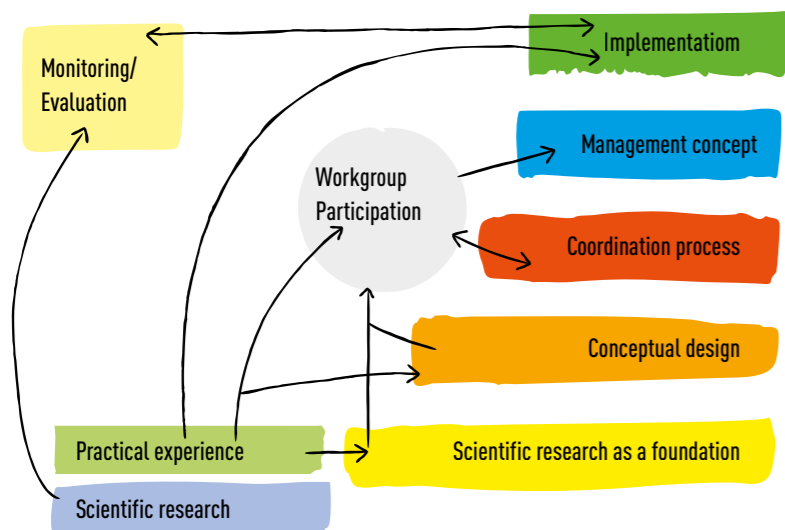 Monitoring/
Evaluation
Implementatiom
Management concept
Workgroup
Participation
Coordination process
Conceptual design
Practical experience
Scientific research as a foundation
Scientific research